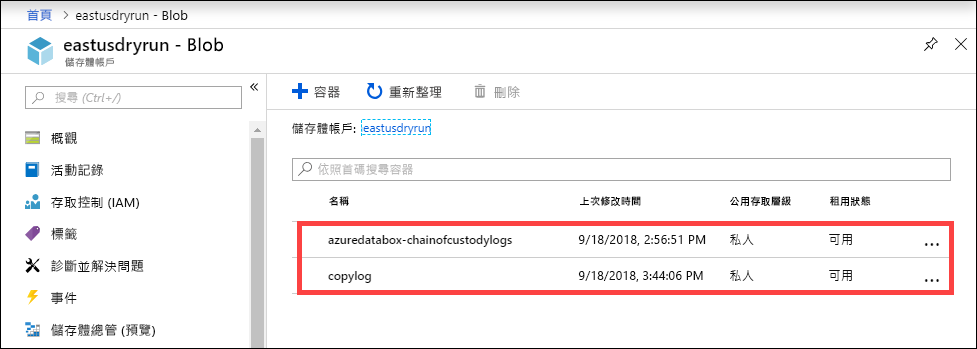 首頁 > eastusdryrun - Blob
eastusdryrun - Blob
儲存體帳戶
搜尋 (Ctrl+/)
概觀
活動記錄
存取控制 (IAM)
標籤
診斷並解決問題
事件
儲存體總管 (預覽)
容器 重新整理 刪除
儲存體帳戶: eastusdryrun
依照首碼搜尋容器
名稱 上次修改時間 公用存取層級 租用狀態
azuredatabox-chainofcustodylogs 9/18/2018, 2:56:51 PM 私人 可用 ...
copylog 9/18/2018, 3:44:06 PM 私人 可用 ...